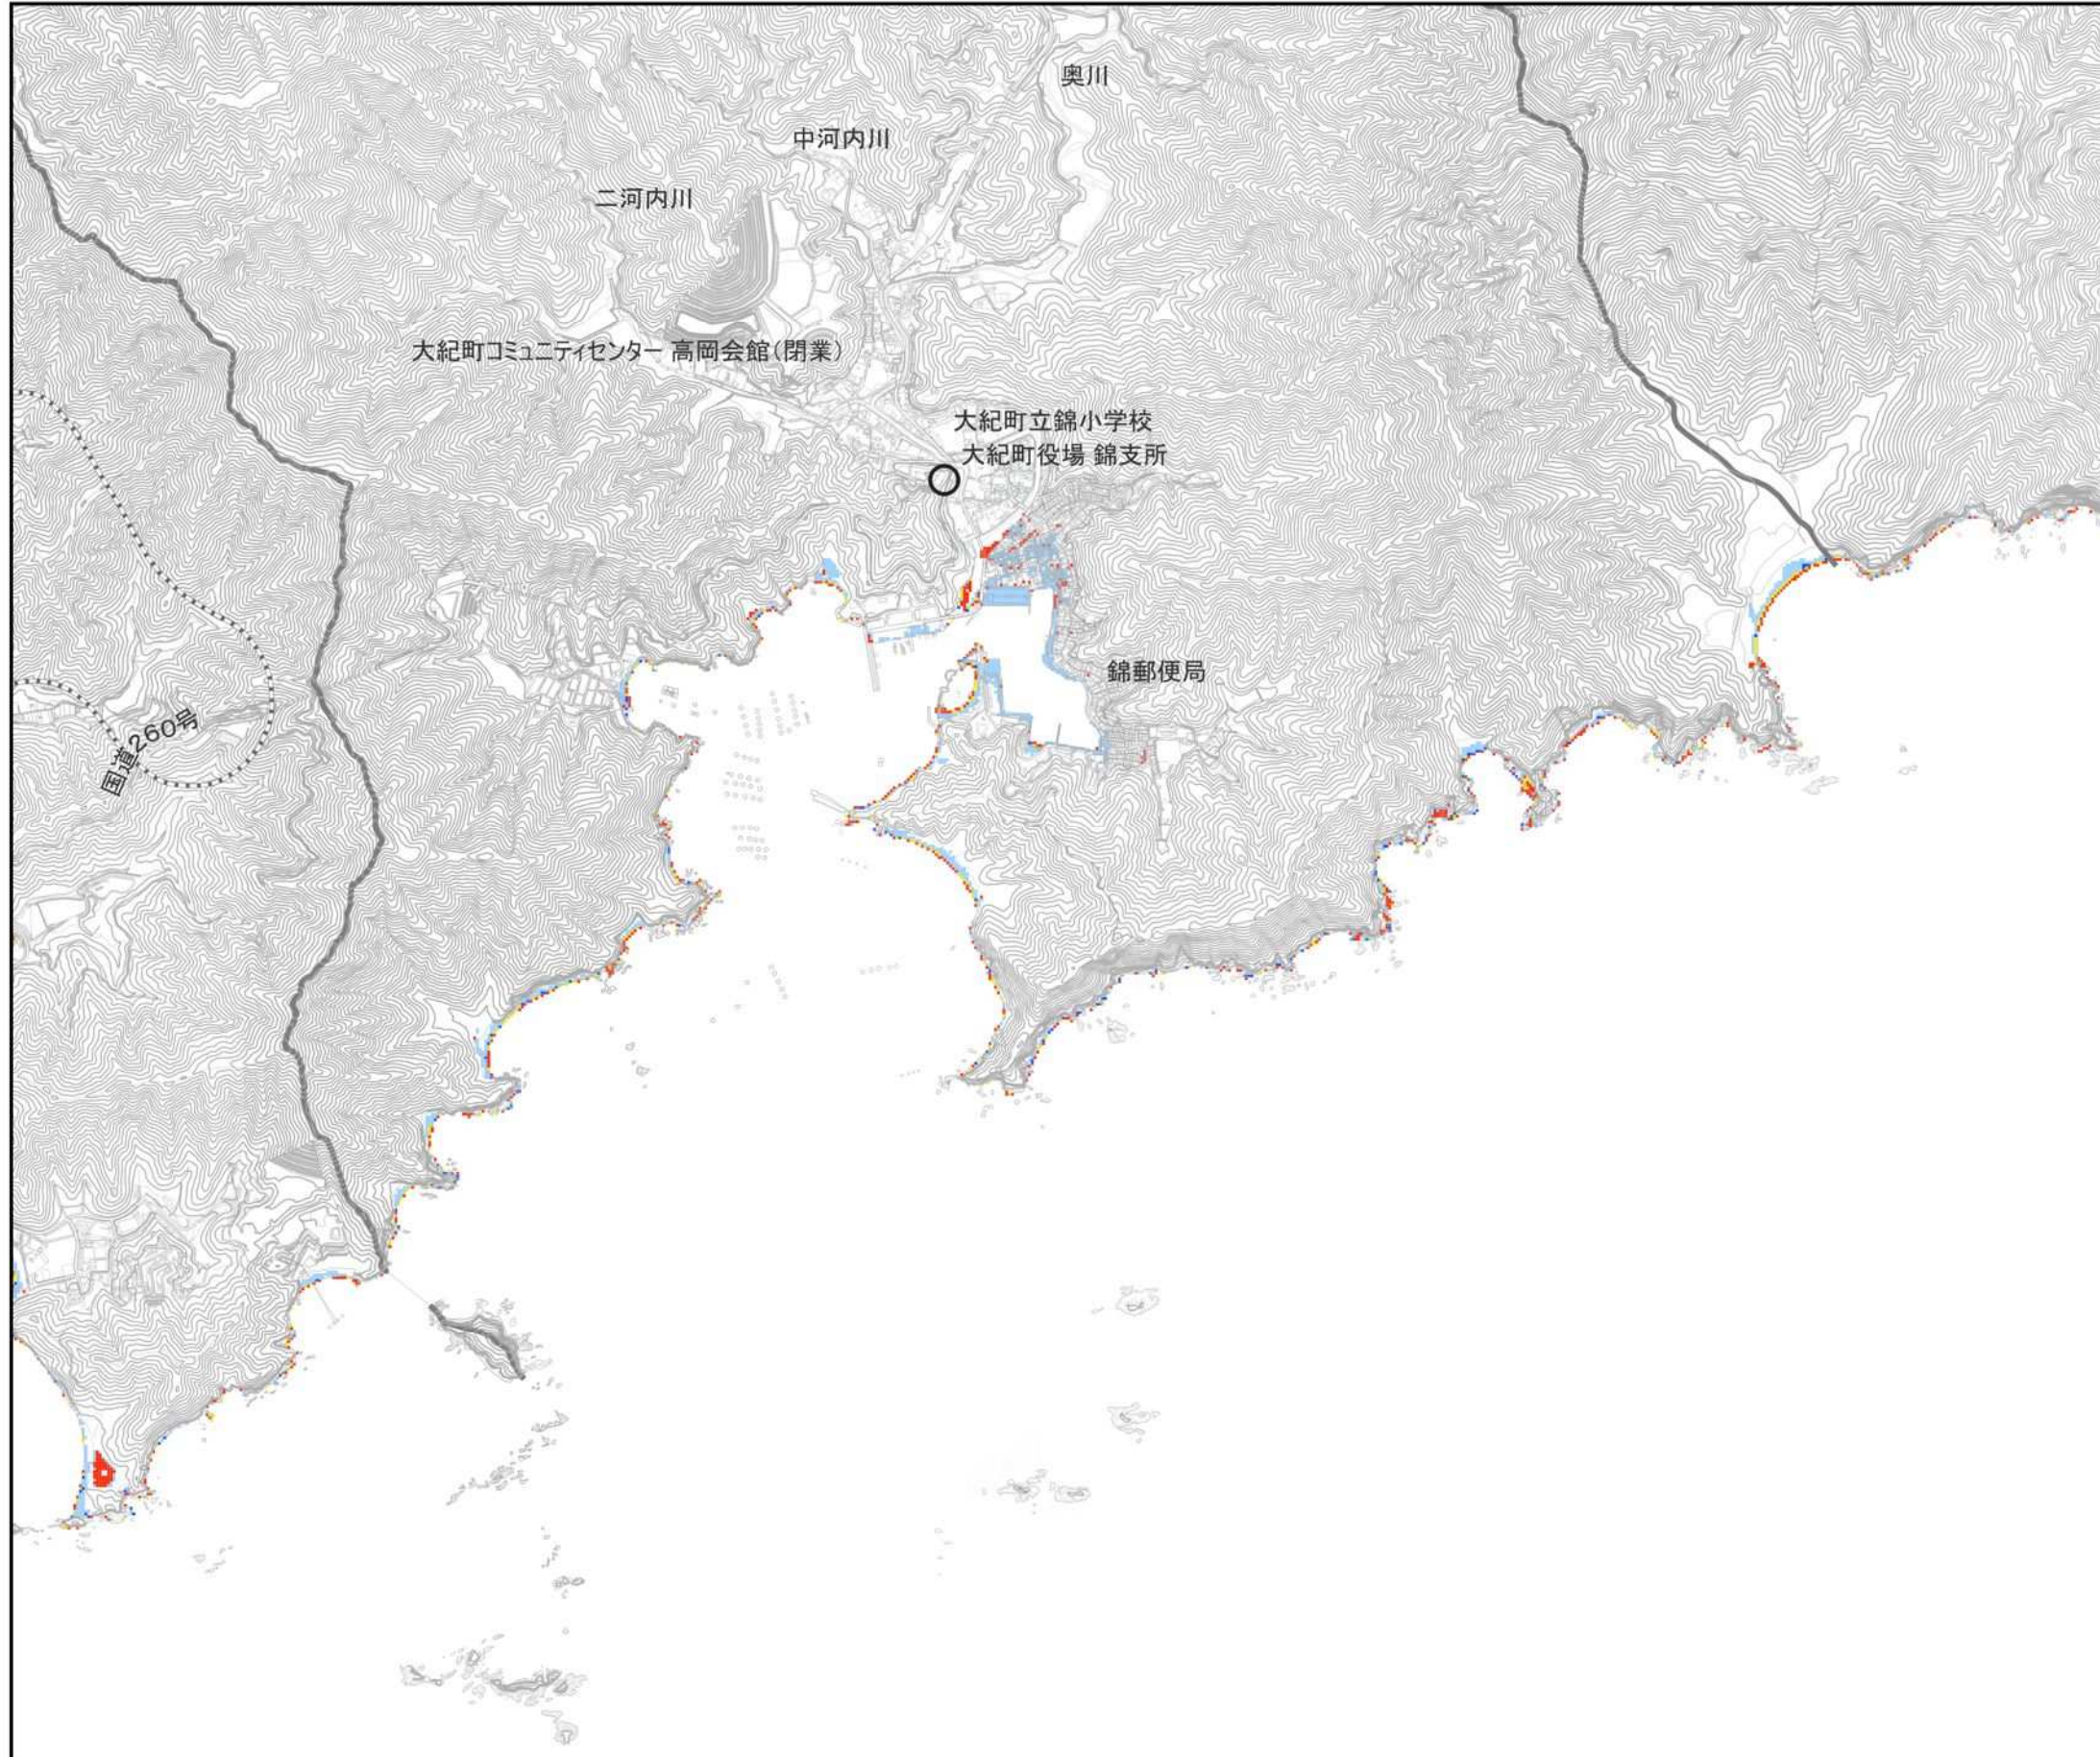 奥川
中河内川
二河内川
大紀町コミュニティセンター 高岡会館(閉業)
大紀町立錦小学校
大紀町役場 錦支所
錦郵便局
国道260号